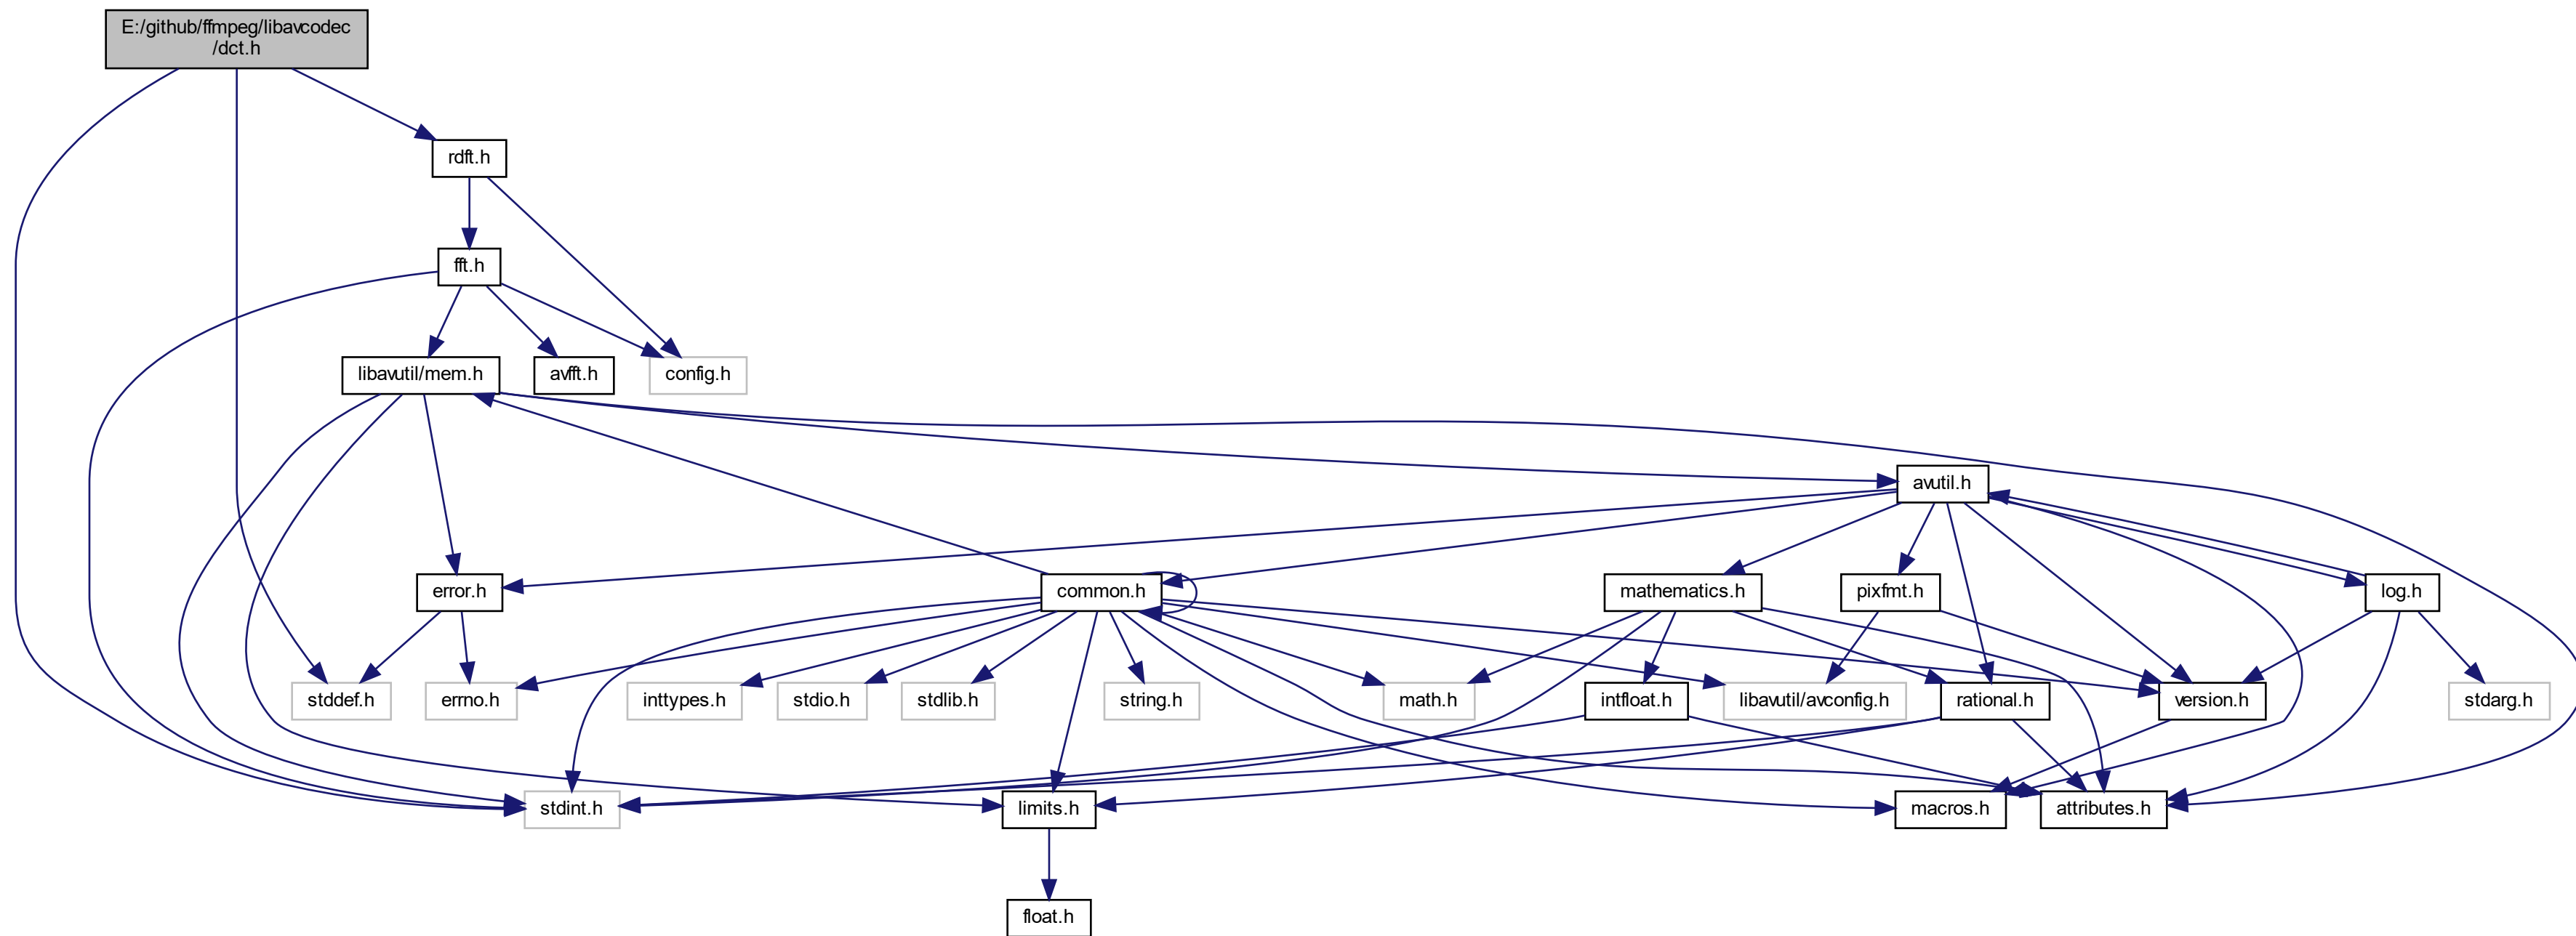 E:/github/ffmpeg/libavcodec
/dct.h
rdft.h
fft.h
libavutil/mem.h
avfft.h
config.h
avutil.h
error.h
common.h
mathematics.h
pixfmt.h
log.h
stddef.h
errno.h
inttypes.h
stdio.h
stdlib.h
string.h
math.h
intfloat.h
libavutil/avconfig.h
rational.h
version.h
stdarg.h
stdint.h
limits.h
macros.h
attributes.h
float.h